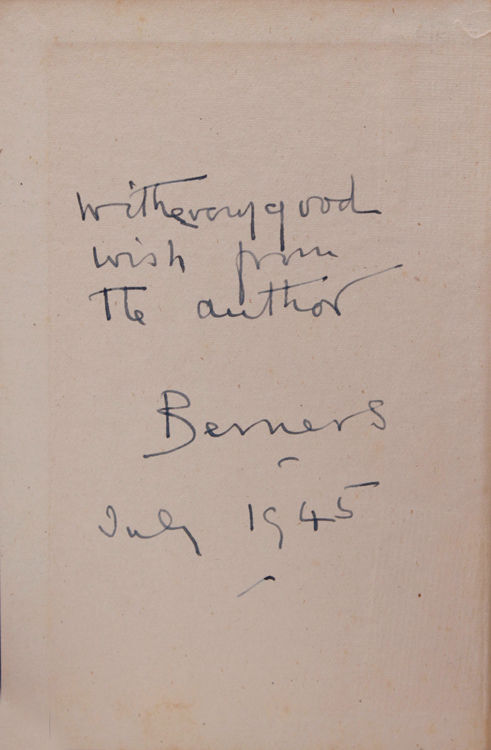 with every good
wish from
the author
Berners
July 1945